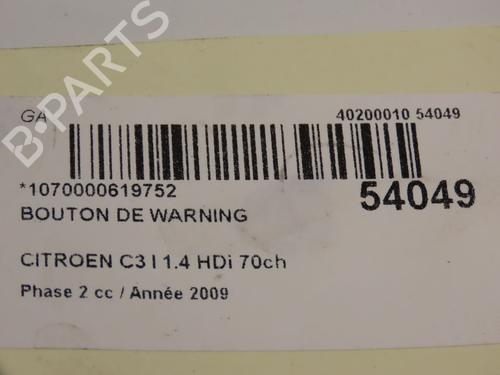 B-PARTS
GA
40200010 54049
*1070000619752
54049
BOUTON DE WARNING
CITROEN C3 I 1.4 HDi 70ch
Phase 2 cc / Année 2009